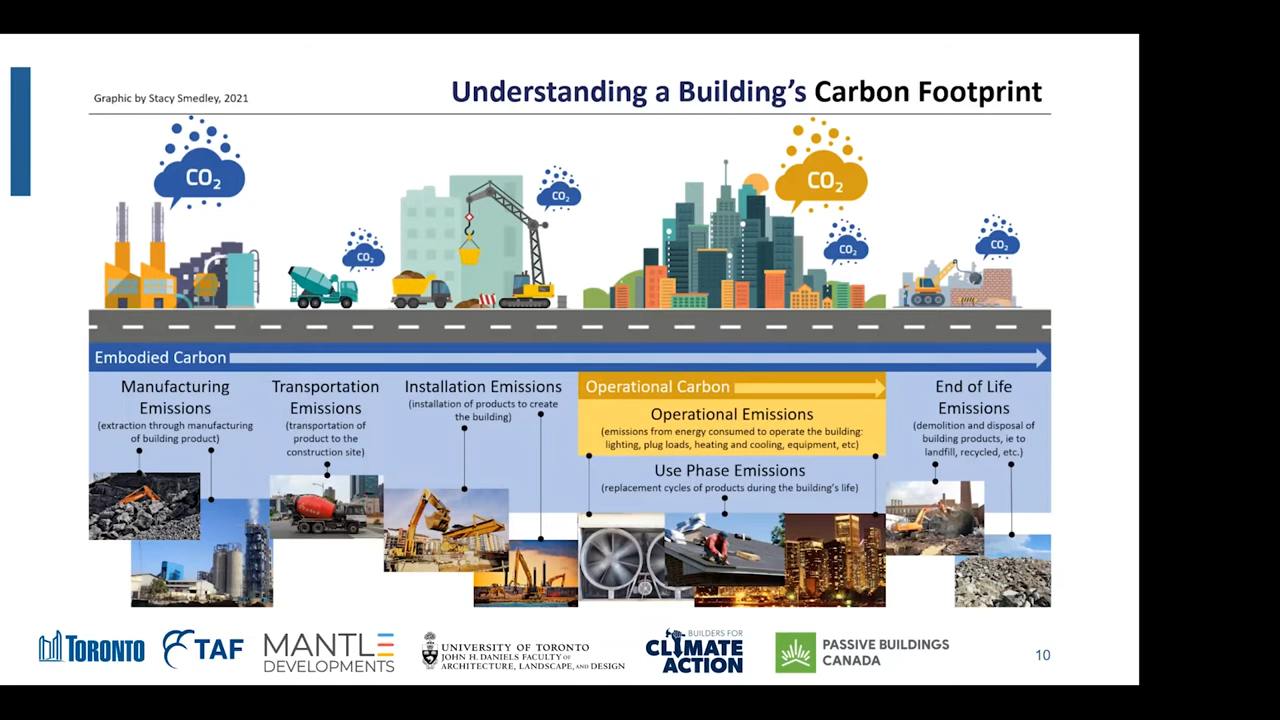 Graphic by Stacy Smedley, 2021
Understanding a Building's Carbon Footprint
CO2
CO2
CO2
CO2
CO2
CO2
Embodied Carbon
Manufacturing
Emissions
(extraction through manufacturing
of building product)
Transportation
Emissions
(transportation of
product to the
construction site)
Installation Emissions
(installation of products to create
the building)
Operational Carbon
Operational Emissions
(emissions from energy consumed to operate the building:
lighting, plug loads, heating and cooling, equipment, etc)
Use Phase Emissions
(replacement cycles of products during the building's life)
End of Life
Emissions
(demolition and disposal of
building products, ie to
landfill, recycled, etc.)
TORONTO
TAF
MANTLE
DEVELOPMENTS
UNIVERSITY OF TORONTO
JOHN H. DANIELS FACULTY OF
ARCHITECTURE, LANDSCAPE, AND DESIGN
BUILDERS FOR
CLIMATE
ACTION
PASSIVE BUILDINGS
CANADA
10